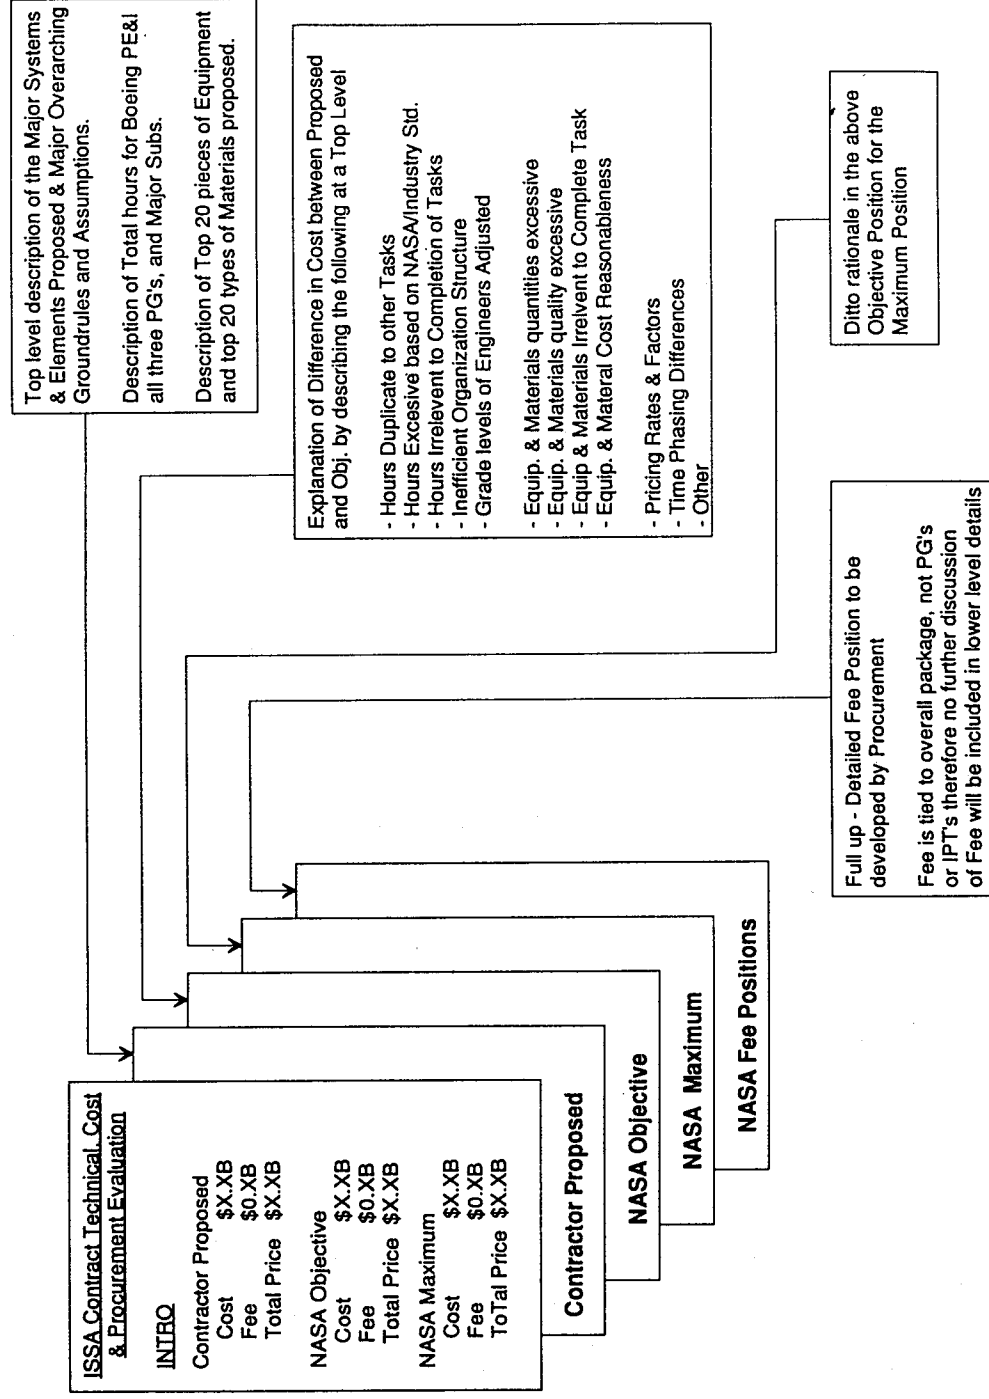 ISSA Contract Technical, Cost
& Procurement Evaluation
INTRO
Contractor Proposed
Cost $X.XB
Fee $0.XB
Total Price $X.XB
NASA Objective
Cost $X.XB
Fee $0.XB
Total Price $X.XB
NASA Maximum
Cost $X.XB
Fee $0.XB
ToTal Price $X.XB
Contractor Proposed
NASA Objective
NASA Maximum
NASA Fee Positions
Top level description of the Major Systems
& Elements Proposed & Major Overarching
Groundrules and Assumptions.
Description of Total hours for Boeing PE&I
all three PG's, and Major Subs.
Description of Top 20 pieces of Equipment
and top 20 types of Materials proposed.
Explanation of Difference in Cost between Proposed
and Obj. by describing the following at a Top Level
- Hours Duplicate to other Tasks
- Hours Excesive based on NASA/Industry Std.
- Hours Irrelevent to Completion of Tasks
- Inefficient Organization Structure
- Grade levels of Engineers Adjusted
- Equip. & Materials quantities excessive
- Equip. & Materials quality excessive
- Equip & Materials Irrelvent to Complete Task
- Equip. & Materal Cost Reasonableness
- Pricing Rates & Factors
- Time Phasing Differences
- Other
Ditto rationale in the above
Objective Position for the
Maximum Position
Full up - Detailed Fee Position to be
developed by Procurement
Fee is tied to overall package, not PG's
or IPT's therefore no further discussion
of Fee will be included in lower level details